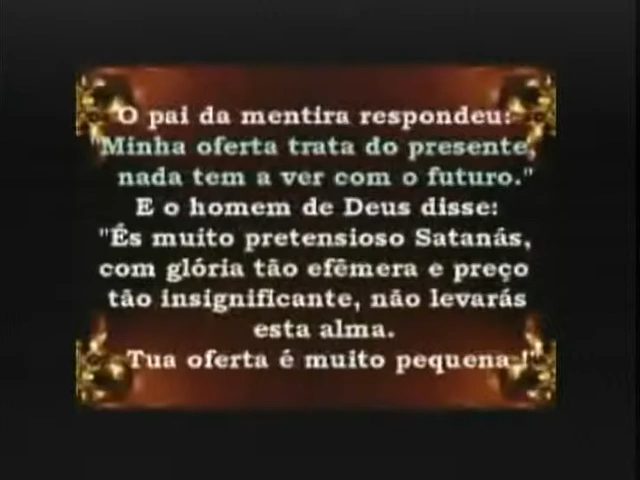 O pai da mentira respondeu:
"Minha oferta trata do presente,
nada tem a ver com o futuro."
E o homem de Deus disse:
"És muito pretensioso Satanás,
com glória tão efêmera e preço
tão insignificante, não levarás
esta alma.
Tua oferta é muito pequena !"